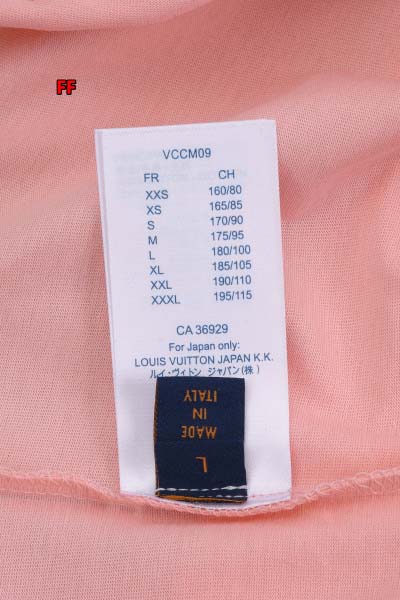 FF
VCCM09
FR CH
XXS 160/80
XS 165/85
S 170/90
M 175/95
L 180/100
XL 185/105
XXL 190/110
XXXL 195/115
CA 36929
For Japan only:
LOUIS VUITTON JAPAN K.K.
ルイ・ヴィトン ジャパン(株)
MADE
IN
ITALY
L